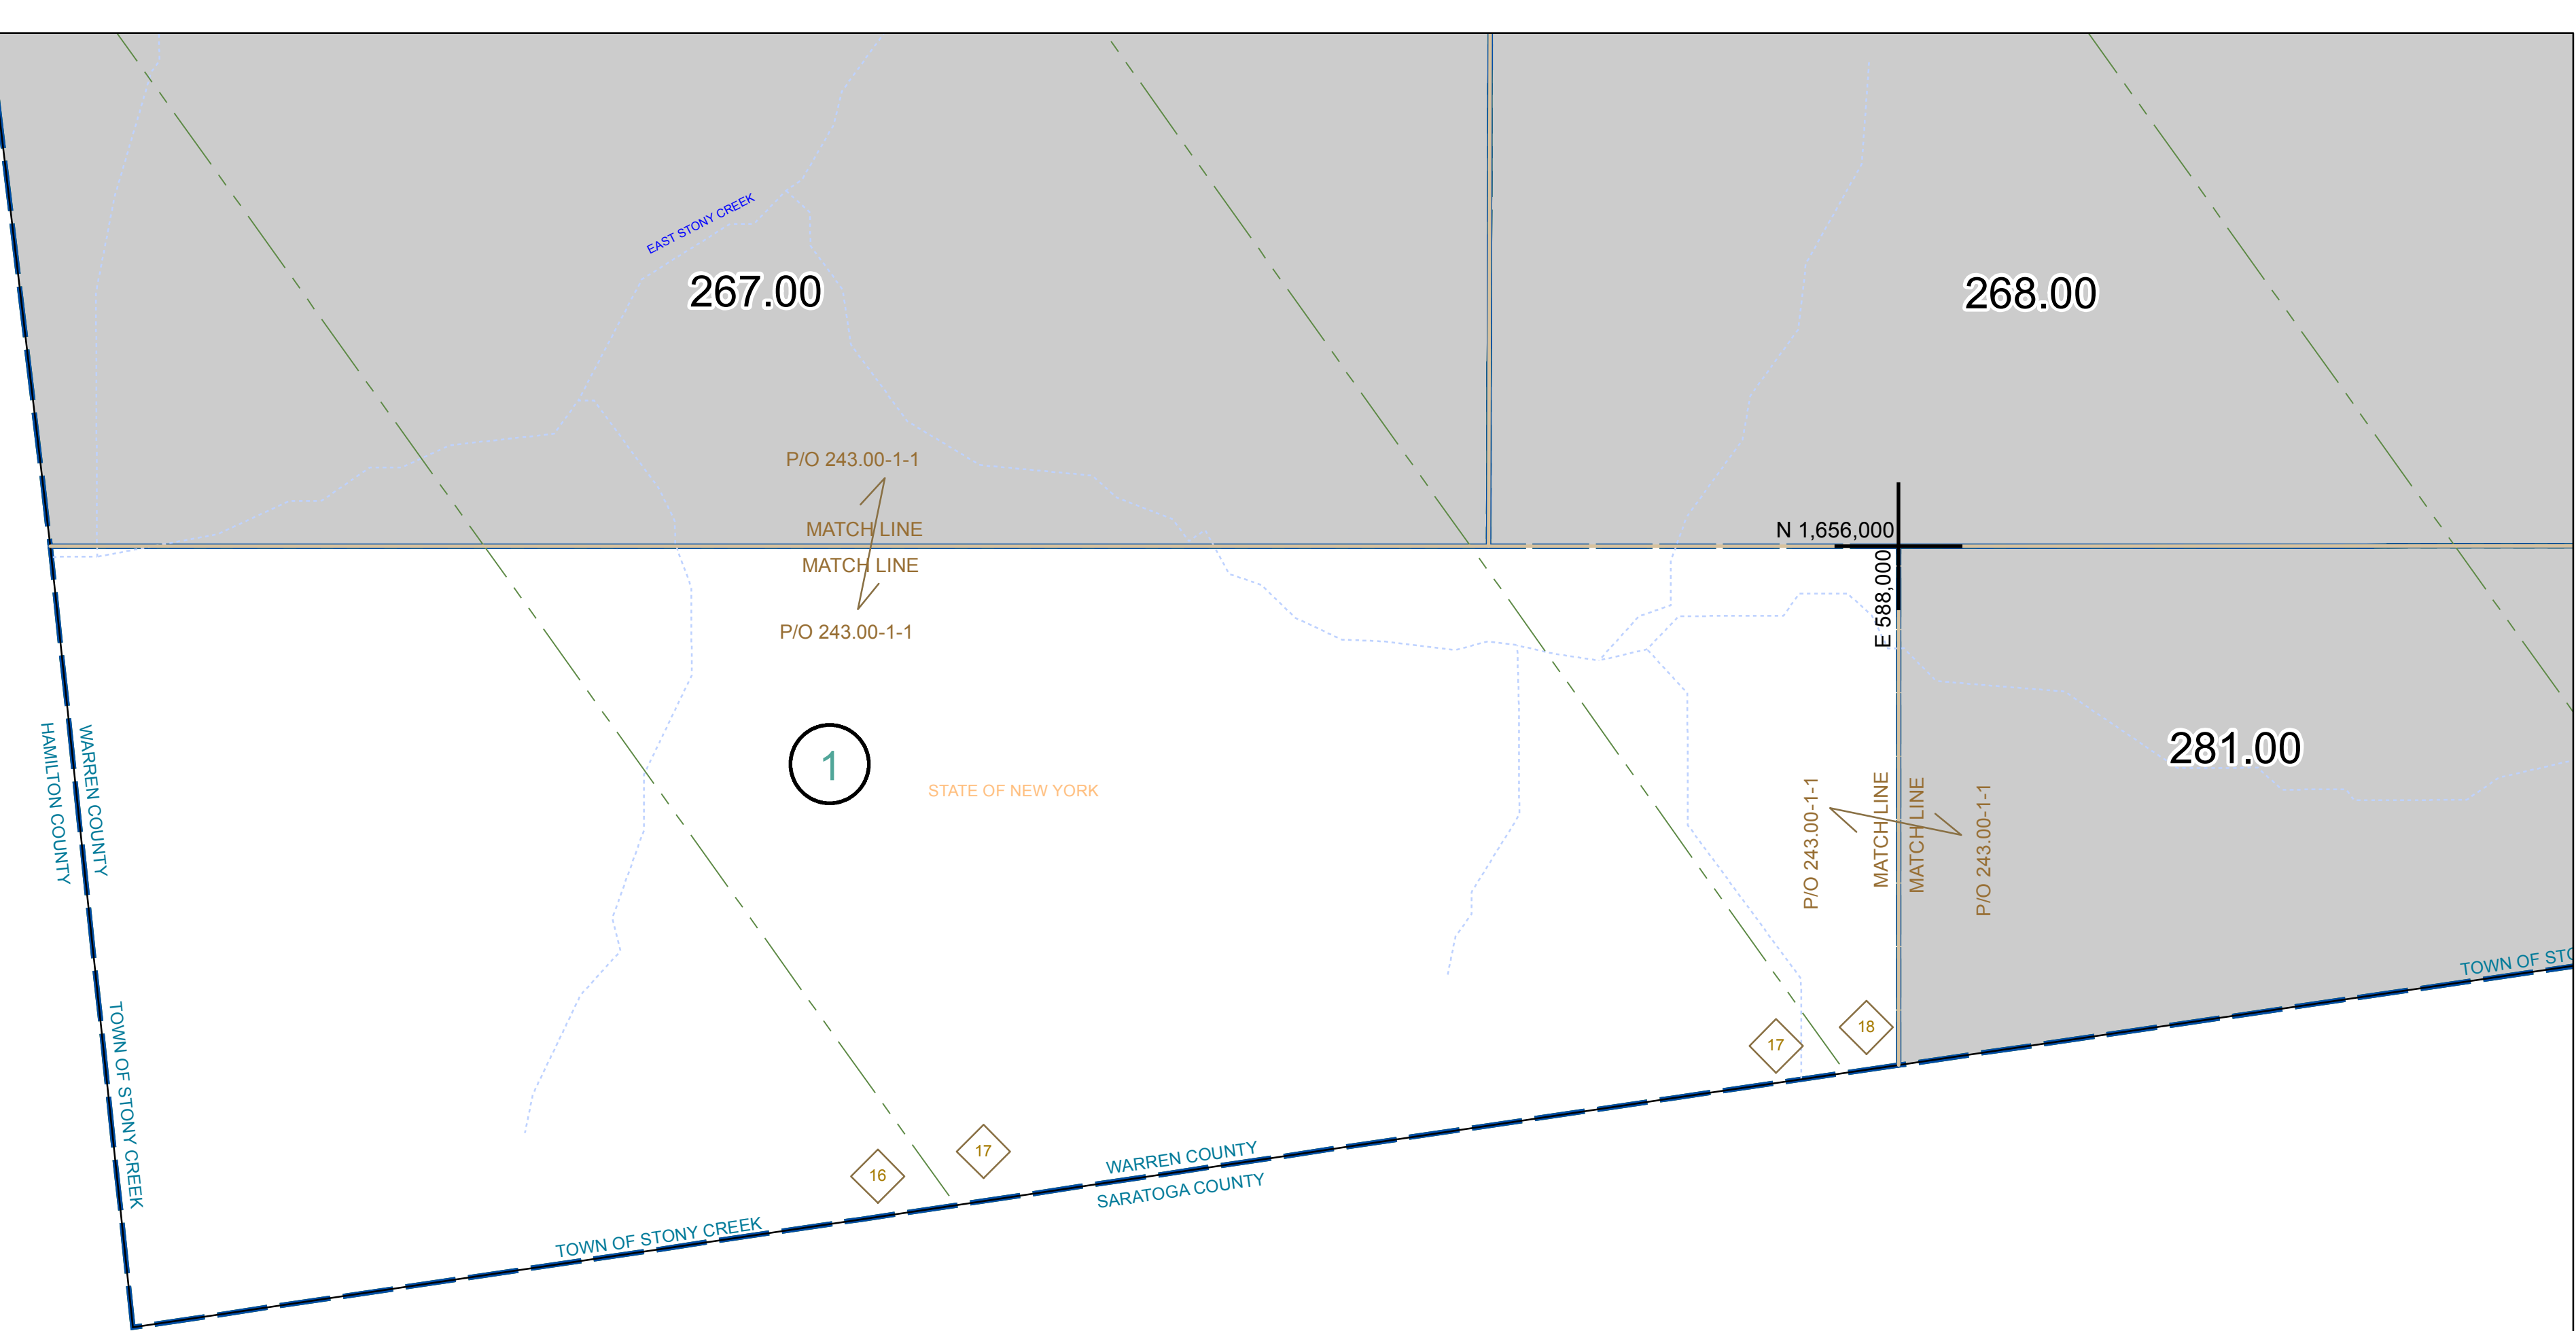 EAST STONY CREEK
267.00
268.00
P/O 243.00-1-1
MATCH LINE
MATCH LINE
P/O 243.00-1-1
N 1,656,000
E 588,000
1
STATE OF NEW YORK
281.00
P/O 243.00-1-1
MATCH LINE
MATCH LINE
P/O 243.00-1-1
HAMILTON COUNTY
WARREN COUNTY
TOWN OF STONY CREEK
TOWN OF STO
17
18
16
17
WARREN COUNTY
SARATOGA COUNTY
TOWN OF STONY CREEK